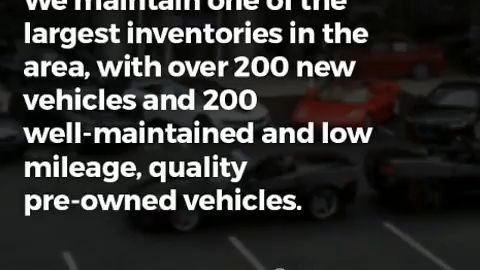 We maintain one of the
largest inventories in the
area, with over 200 new
vehicles and 200
well-maintained and low
mileage, quality
pre-owned vehicles.